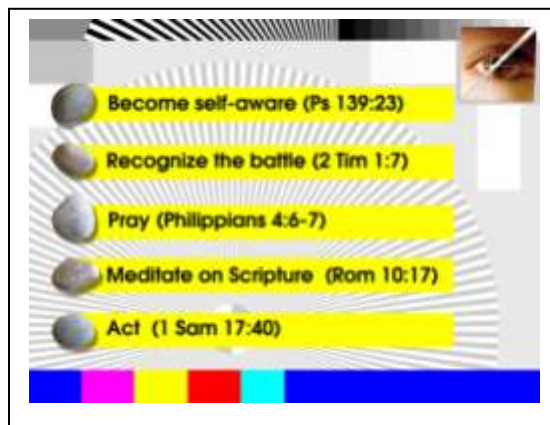 Become self-aware (Ps 139:23)
Recognize the battle (2 Tim 1:7)
Pray (Philippians 4:6-7)
Meditate on Scripture (Rom 10:17)
Act (1 Sam 17:40)